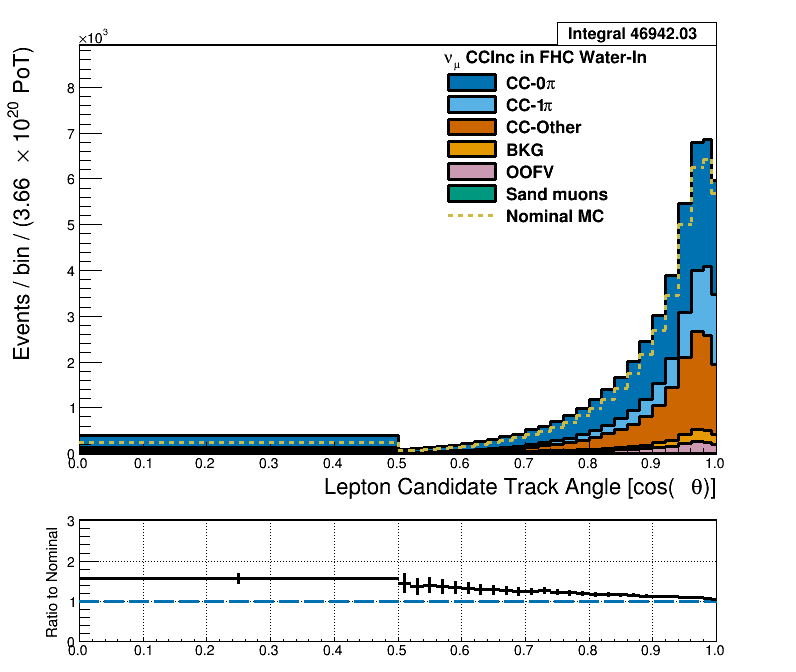 Integral 46942.03
×10³
ν_μ CCInc in FHC Water-In
CC-0π
CC-1π
CC-Other
BKG
OOFV
Sand muons
Nominal MC
Events / bin / (3.66 × 10²⁰ PoT)
8
7
6
5
4
3
2
1
0
0.0 0.1 0.2 0.3 0.4 0.5 0.6 0.7 0.8 0.9 1.0
Lepton Candidate Track Angle [cos( θ)]
Ratio to Nominal
3
2
1
0
0.0 0.1 0.2 0.3 0.4 0.5 0.6 0.7 0.8 0.9 1.0